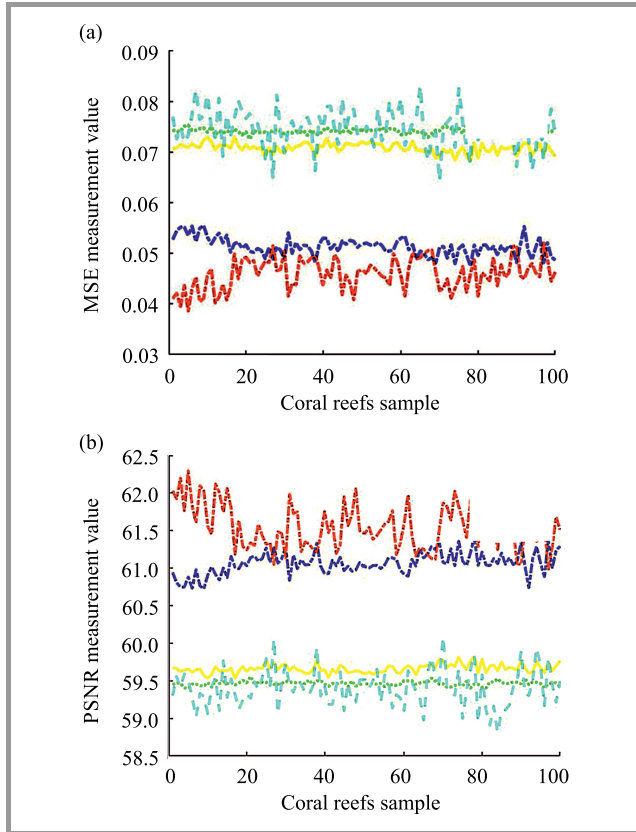 (a)
0.09
0.08
0.07
0.06
0.05
0.04
0.03
MSE measurement value
0 20 40 60 80 100
Coral reefs sample
(b)
62.5
62.0
61.5
61.0
60.5
60.0
59.5
59.0
58.5
PSNR measurement value
0 20 40 60 80 100
Coral reefs sample